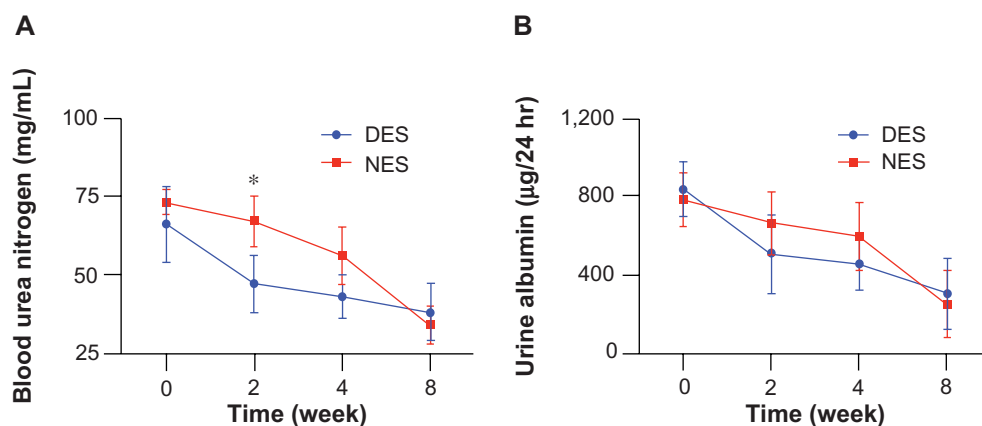 A
Blood urea nitrogen (mg/mL)
100
75
50
25
DES
NES
*
0 2 4 8
Time (week)
B
Urine albumin (µg/24 hr)
1,200
800
400
0
DES
NES
0 2 4 8
Time (week)